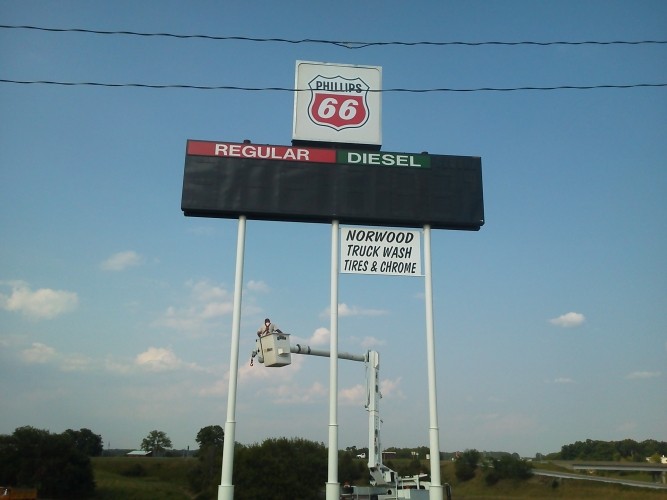 PHILLIPS
66
REGULAR DIESEL
NORWOOD
TRUCK WASH
TIRES & CHROME